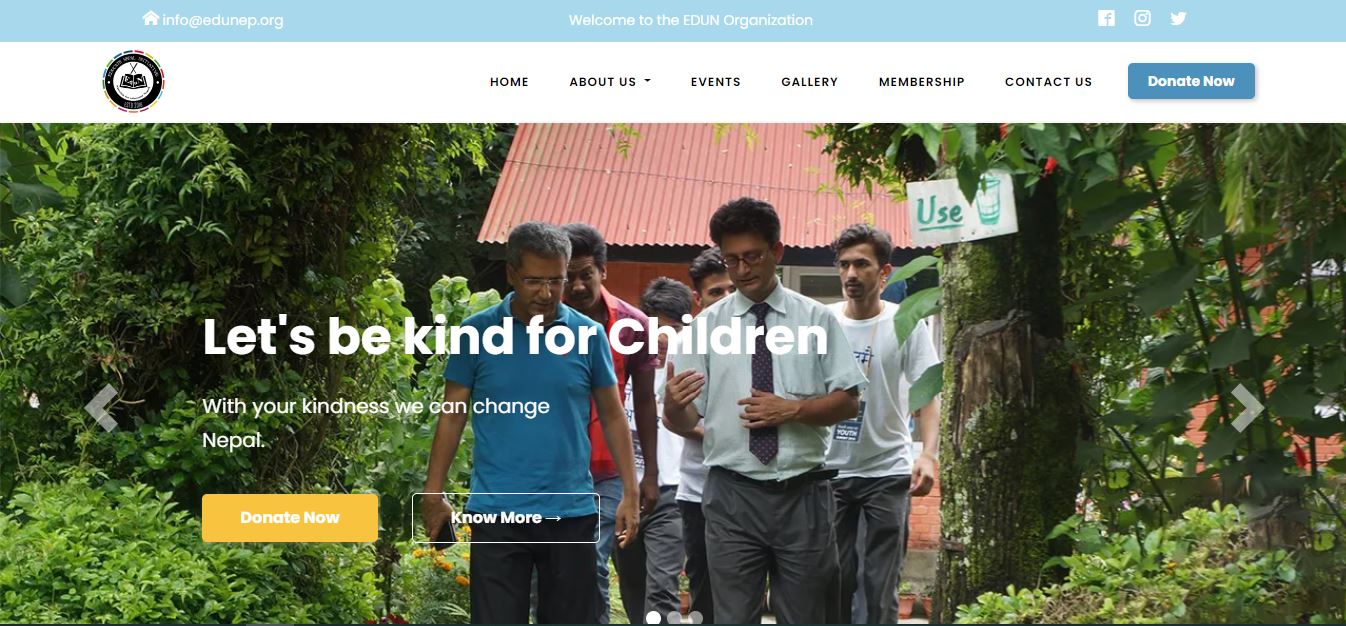 info@edunep.org
Welcome to the EDUN Organization
HOME
ABOUT US
EVENTS
GALLERY
MEMBERSHIP
CONTACT US
Donate Now
Use
Let's be kind for Children
With your kindness we can change
Nepal.
YOUTH
Donate Now
Know More →